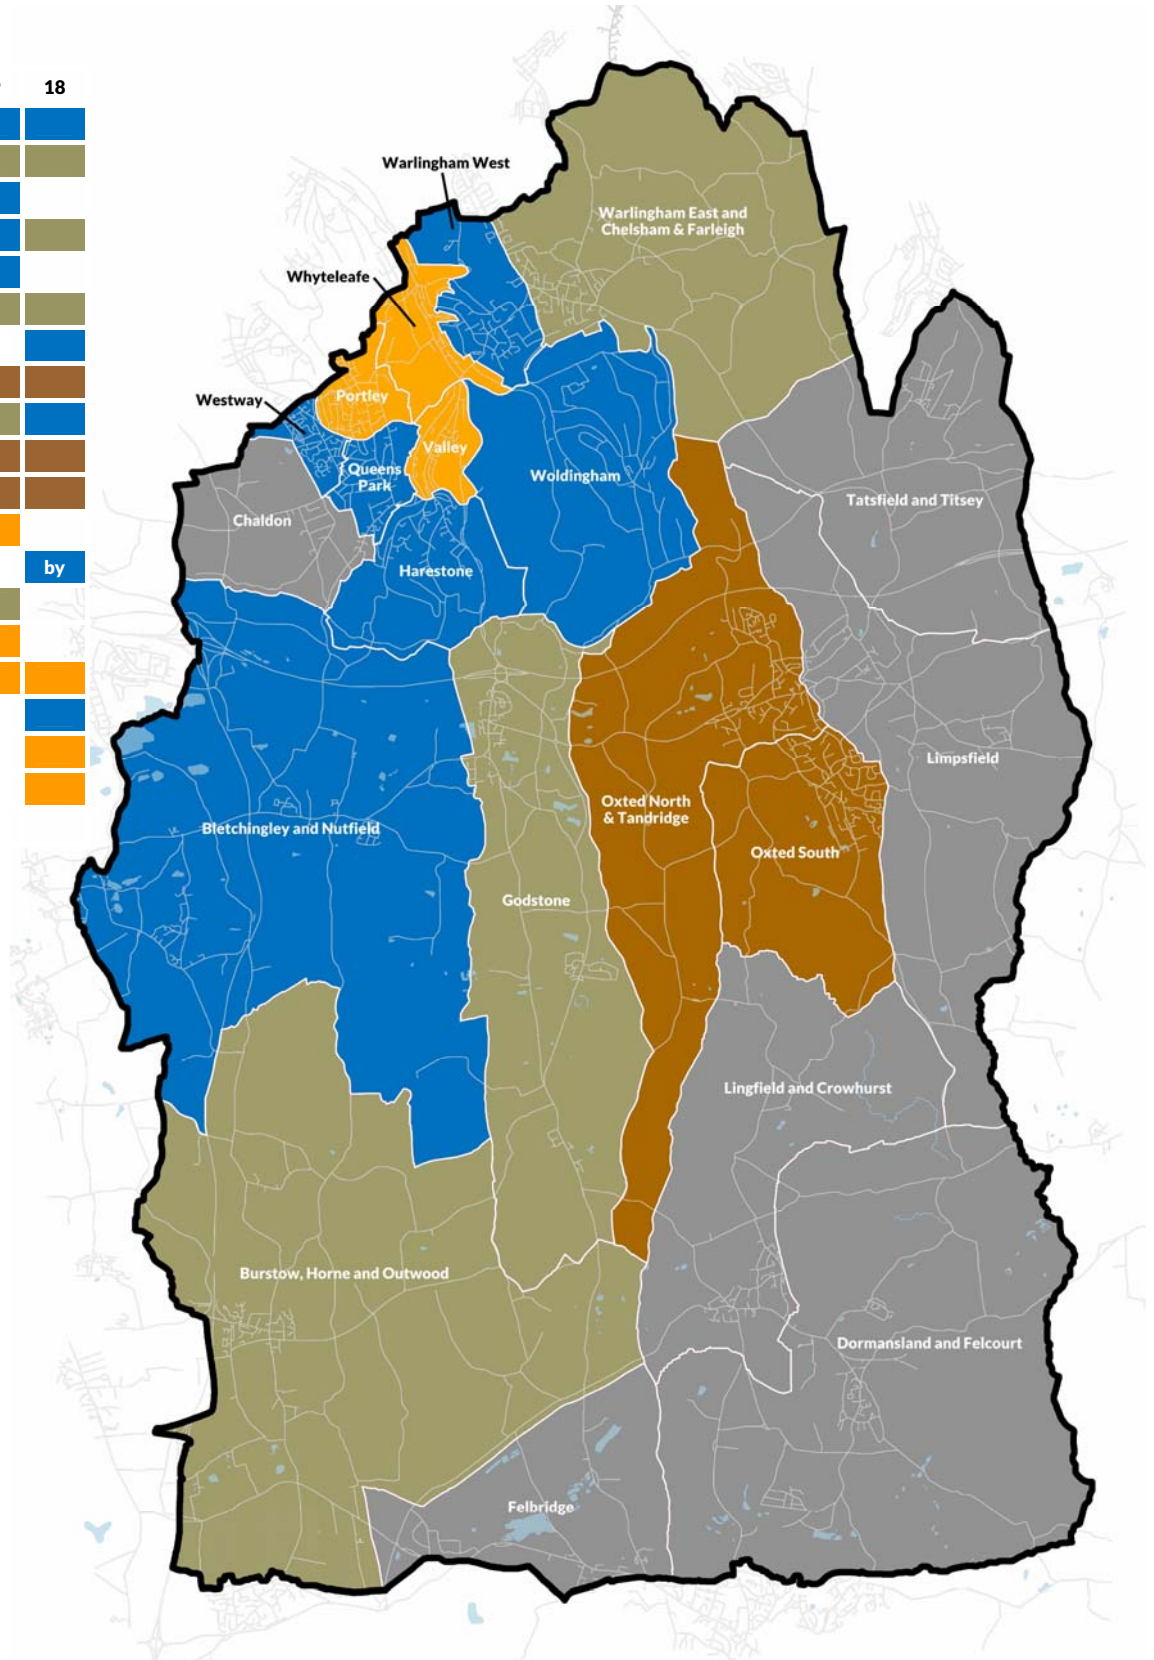 18
by
Warlingham West
Warlingham East and
Chelsham & Farleigh
Whyteleafe
Westway
Portley
Valley
Queens
Park
Woldingham
Tatsfield and Titsey
Chaldon
Harestone
Limpsfield
Oxted North
& Tandridge
Bletchingley and Nutfield
Oxted South
Godstone
Lingfield and Crowhurst
Burstow, Horne and Outwood
Dormansland and Felcourt
Felbridge